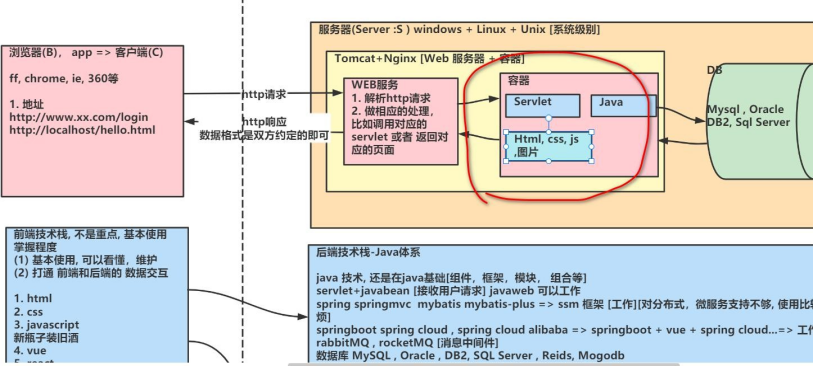 服务器(Server :S ) windows + Linux + Unix [系统级别]
浏览器(B)， app => 客户端(C)
ff, chrome, ie, 360等
1. 地址
http://www.xx.com/login
http://localhost/hello.html
http请求
http响应
数据格式是双方约定的即可
Tomcat+Nginx [Web 服务器 + 容器]
WEB服务
1. 解析http请求
2. 做相应的处理，
比如调用对应的
servlet 或者 返回对
应的页面
容器
Servlet
Java
Html, css, js
,图片
DB
Mysql , Oracle
DB2, Sql Server
前端技术栈, 不是重点, 基本使用
掌握程度
(1) 基本使用, 可以看懂，维护
(2) 打通 前端和后端的 数据交互
1. html
2. css
3. javascript
新瓶子装旧酒
4. vue
5. react
后端技术栈-Java体系
java 技术, 还是在java基础[组件，框架，模块， 组合等]
servlet+javabean [接收用户请求] javaweb 可以工作
spring springmvc mybatis mybatis-plus => ssm 框架 [工作][对分布式，微服务支持不够, 使用比较
烦]
springboot spring cloud , spring cloud alibaba => springboot + vue + spring cloud...=> 工
rabbitMQ , rocketMQ [消息中间件]
数据库 MySQL , Oracle , DB2, SQL Server , Reids, Mogodb